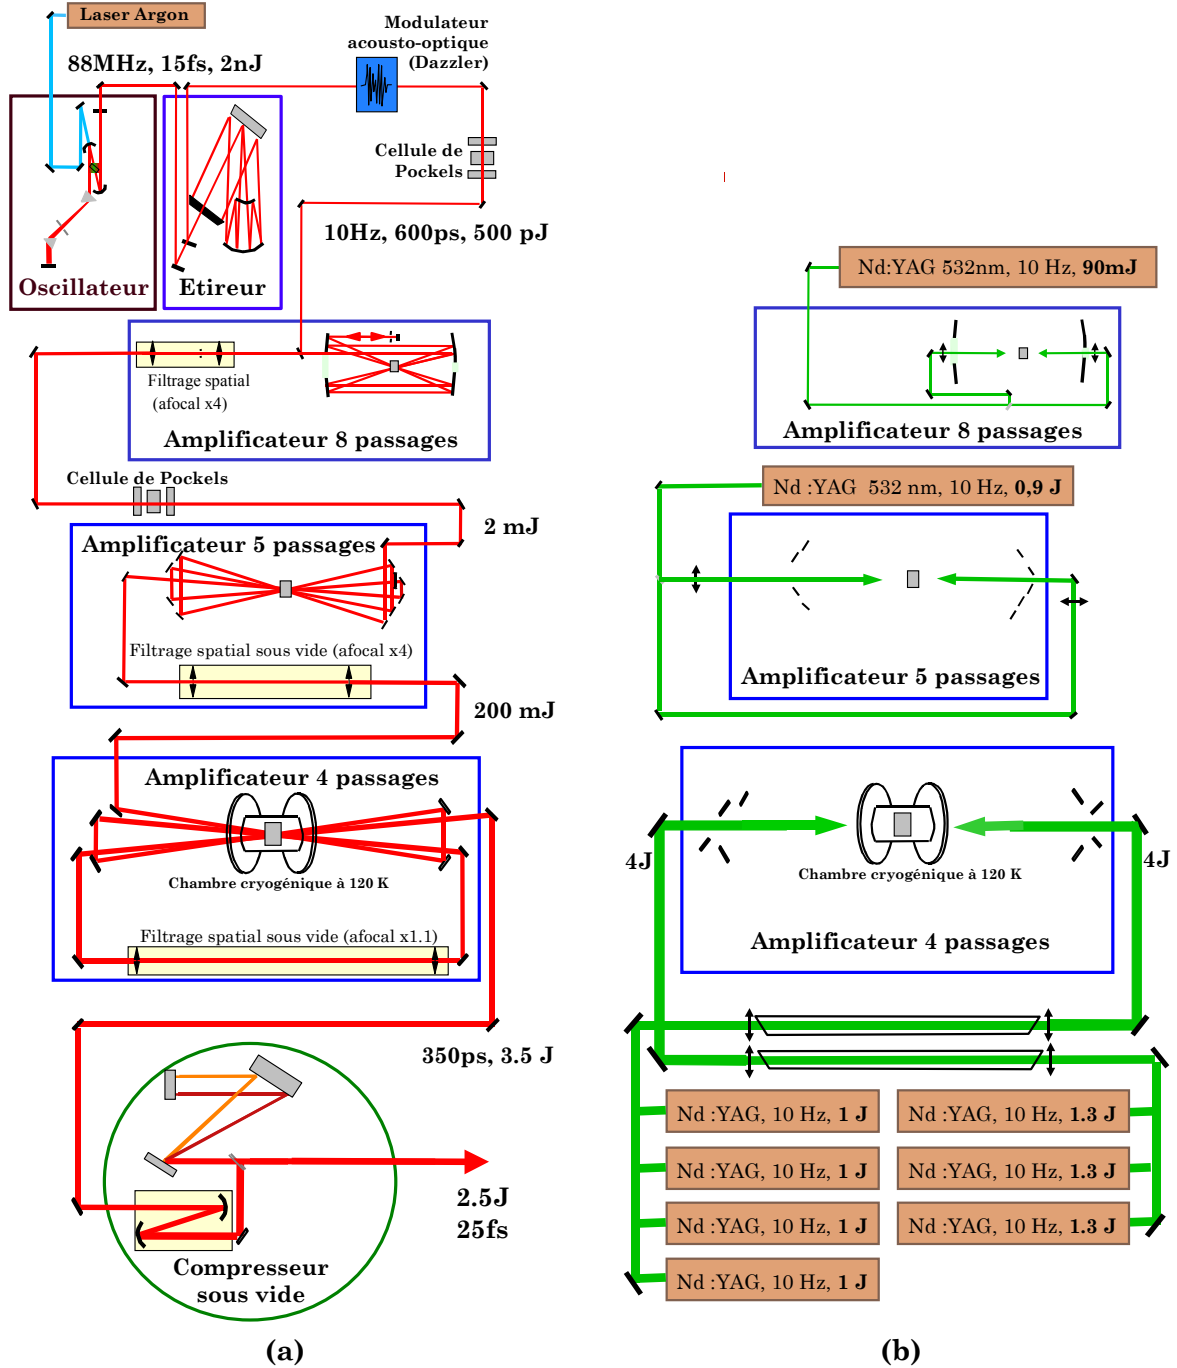 Laser Argon
88MHz, 15fs, 2nJ
Modulateur
acousto-optique
(Dazzler)
Cellule de
Pockels
10Hz, 600ps, 500 pJ
Oscillateur
Etireur
Filtrage spatial
(afocal x4)
Amplificateur 8 passages
Cellule de Pockels
2 mJ
Amplificateur 5 passages
Filtrage spatial sous vide (afocal x4)
200 mJ
Amplificateur 4 passages
Chambre cryogénique à 120 K
Filtrage spatial sous vide (afocal x1.1)
350ps, 3.5 J
2.5J
25fs
Compresseur
sous vide
(a)
Nd:YAG 532nm, 10 Hz, 90mJ
Amplificateur 8 passages
Nd :YAG 532 nm, 10 Hz, 0,9 J
Amplificateur 5 passages
4J
4J
Chambre cryogénique à 120 K
Amplificateur 4 passages
Nd :YAG, 10 Hz, 1 J
Nd :YAG, 10 Hz, 1.3 J
Nd :YAG, 10 Hz, 1 J
Nd :YAG, 10 Hz, 1.3 J
Nd :YAG, 10 Hz, 1 J
Nd :YAG, 10 Hz, 1.3 J
Nd :YAG, 10 Hz, 1 J
(b)